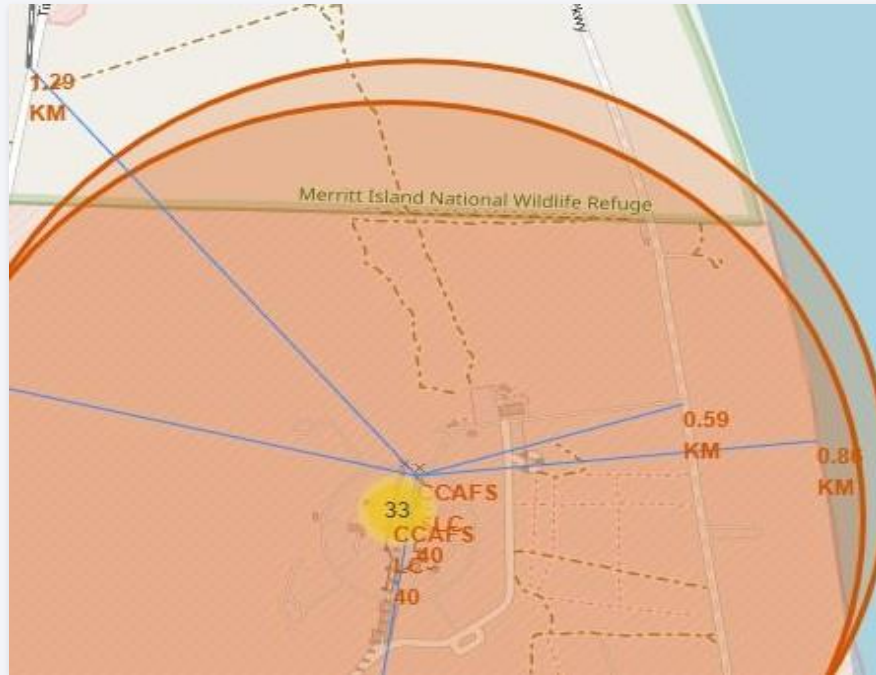 1.29
KM
Merritt Island National Wildlife Refuge
0.59
KM
0.86
KM
33
CCAFS
LC
CCAFS
40
LC-
40